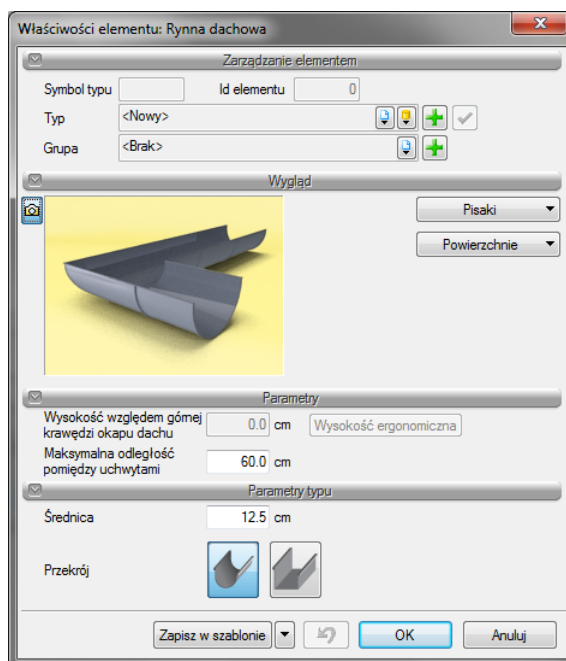 Właściwości elementu: Rynna dachowa
Zarządzanie elementem
Symbol typu Id elementu 0
Typ <Nowy>
Grupa <Brak>
Wygląd
Pisaki
Powierzchnie
Parametry
Wysokość względem górnej
krawędzi okapu dachu 0.0 cm Wysokość ergonomiczna
Maksymalna odległość
pomiędzy uchwytami 60.0 cm
Parametry typu
Średnica 12.5 cm
Przekrój
Zapisz w szablonie OK Anuluj